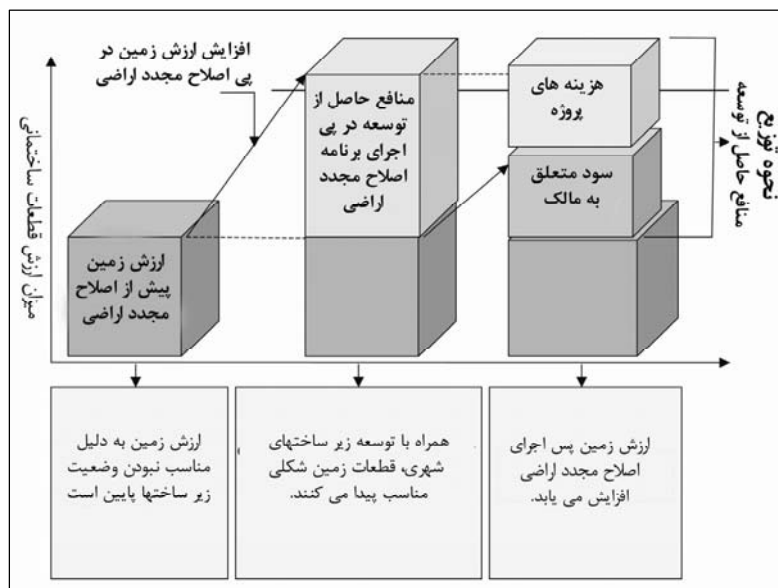 افزایش ارزش زمین در
پی اصلاح مجدد اراضی
منافع حاصل از
توسعه در پی
اجرای برنامه
اصلاح مجدد
اراضی
هزینه های
پروژه
سود متعلق
به مالک
نحوه توزیع
منافع حاصل از توسعه
میزان ارزش قطعات ساختمانی
ارزش زمین
پیش از اصلاح
مجدد اراضی
ارزش زمین به دلیل
مناسب نبودن وضعیت
زیر ساختها پایین است
همراه با توسعه زیر ساختهای
شهری، قطعات زمین شکلی
مناسب پیدا می کنند.
ارزش زمین پس اجرای
اصلاح مجدد اراضی
افزایش می یابد.